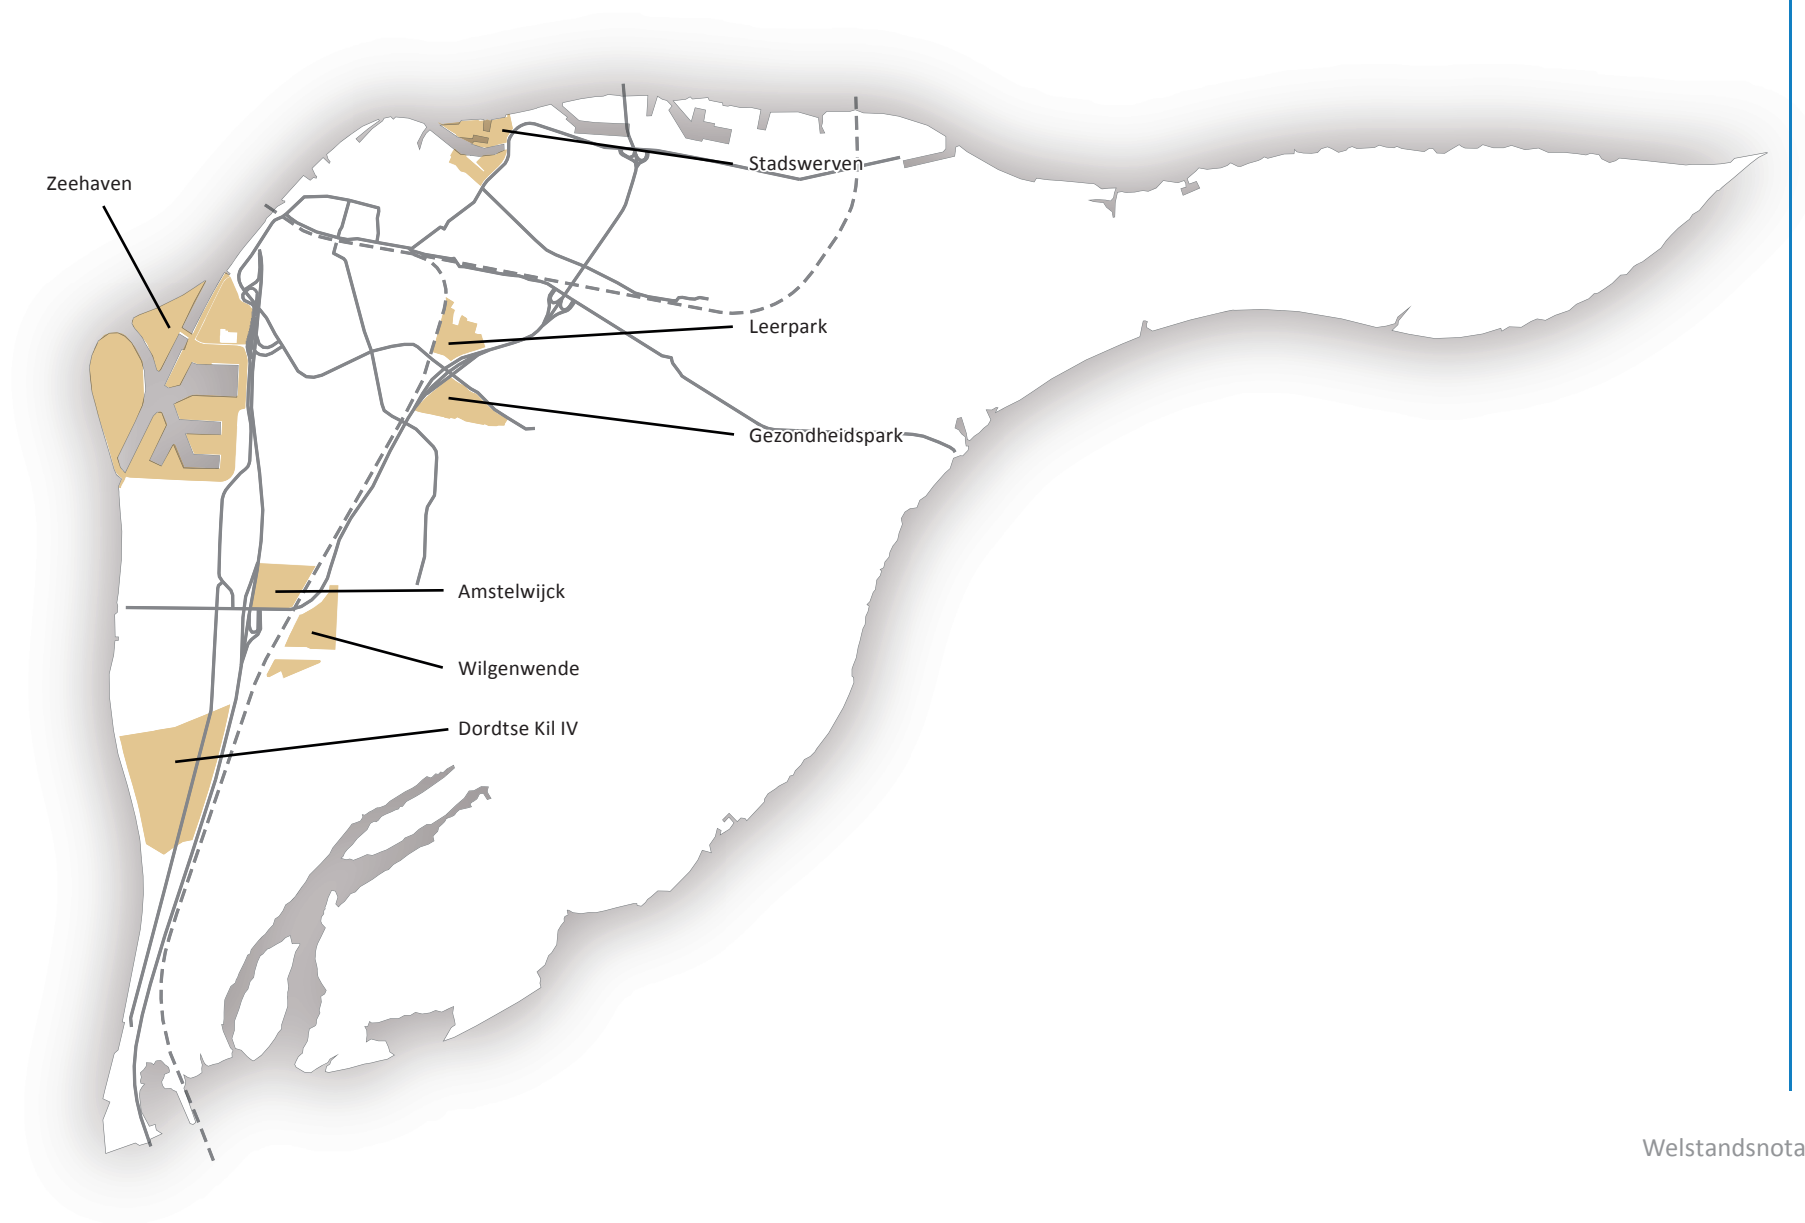 Stadswerven
Zeehaven
Leerpark
Gezondheidspark
Amstelwijck
Wilgenwende
Dordtse Kil IV
Welstandsnota